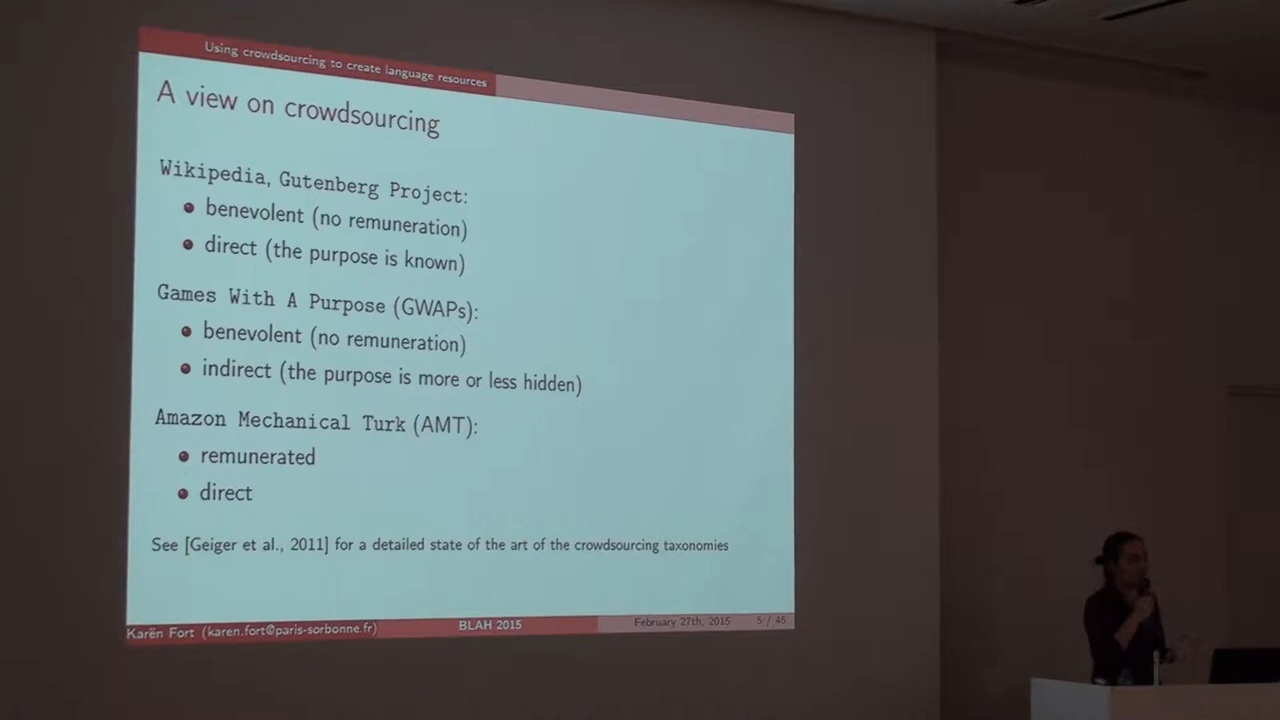 Using crowdsourcing to create language resources
A view on crowdsourcing
Wikipedia, Gutenberg Project:
benevolent (no remuneration)
direct (the purpose is known)
Games With A Purpose (GWAPs):
benevolent (no remuneration)
indirect (the purpose is more or less hidden)
Amazon Mechanical Turk (AMT):
remunerated
direct
See [Geiger et al., 2011] for a detailed state of the art of the crowdsourcing taxonomies
Karën Fort (karen.fort@paris-sorbonne.fr) BLAH 2015 February 27th, 2015 5 / 45